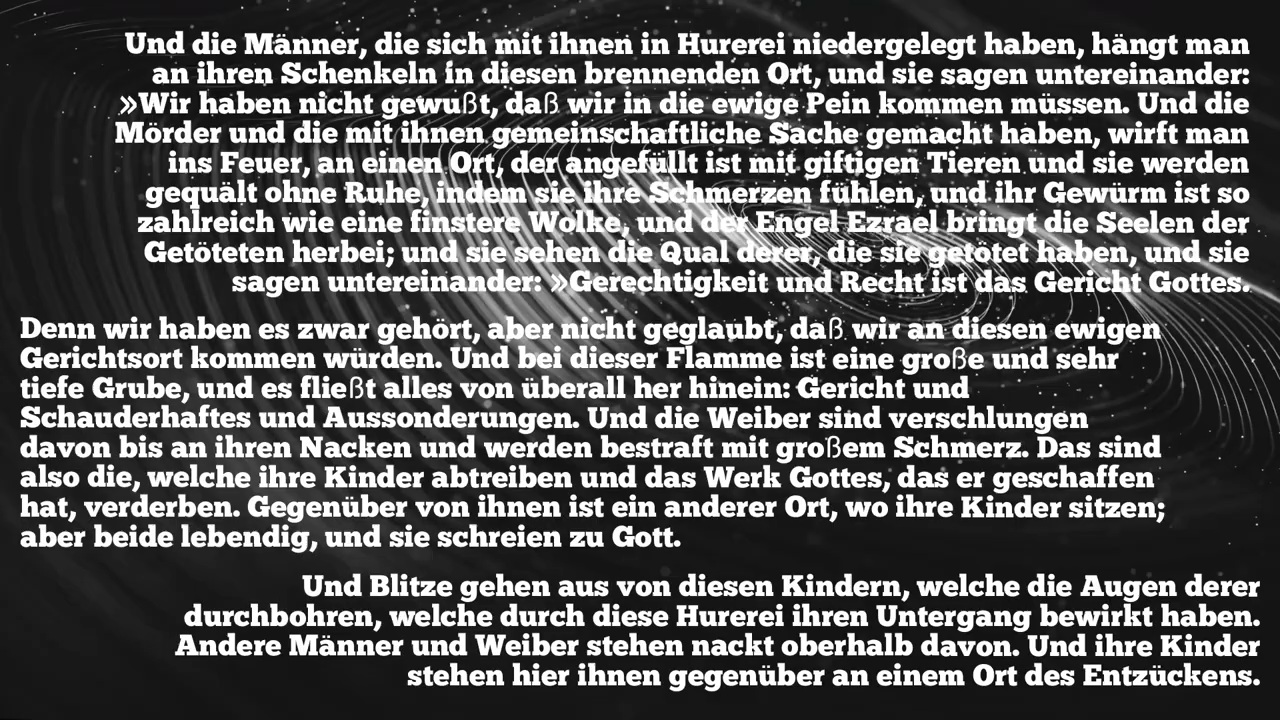 Und die Männer, die sich mit ihnen in Hurerei niedergelegt haben, hängt man
an ihren Schenkeln in diesen brennenden Ort, und sie sagen untereinander:
»Wir haben nicht gewußt, daß wir in die ewige Pein kommen müssen. Und die
Mörder und die mit ihnen gemeinschaftliche Sache gemacht haben, wirft man
ins Feuer, an einen Ort, der angefüllt ist mit giftigen Tieren und sie werden
gequält ohne Ruhe, indem sie ihre Schmerzen fühlen, und ihr Gewürm ist so
zahlreich wie eine finstere Wolke, und der Engel Ezrael bringt die Seelen der
Getöteten herbei; und sie sehen die Qual derer, die sie getötet haben, und sie
sagen untereinander: »Gerechtigkeit und Recht ist das Gericht Gottes.
Denn wir haben es zwar gehört, aber nicht geglaubt, daß wir an diesen ewigen
Gerichtsort kommen würden. Und bei dieser Flamme ist eine große und sehr
tiefe Grube, und es fließt alles von überall her hinein: Gericht und
Schauderhaftes und Aussonderungen. Und die Weiber sind verschlungen
davon bis an ihren Nacken und werden bestraft mit großem Schmerz. Das sind
also die, welche ihre Kinder abtreiben und das Werk Gottes, das er geschaffen
hat, verderben. Gegenüber von ihnen ist ein anderer Ort, wo ihre Kinder sitzen;
aber beide lebendig, und sie schreien zu Gott.
Und Blitze gehen aus von diesen Kindern, welche die Augen derer
durchbohren, welche durch diese Hurerei ihren Untergang bewirkt haben.
Andere Männer und Weiber stehen nackt oberhalb davon. Und ihre Kinder
stehen hier ihnen gegenüber an einem Ort des Entzückens.